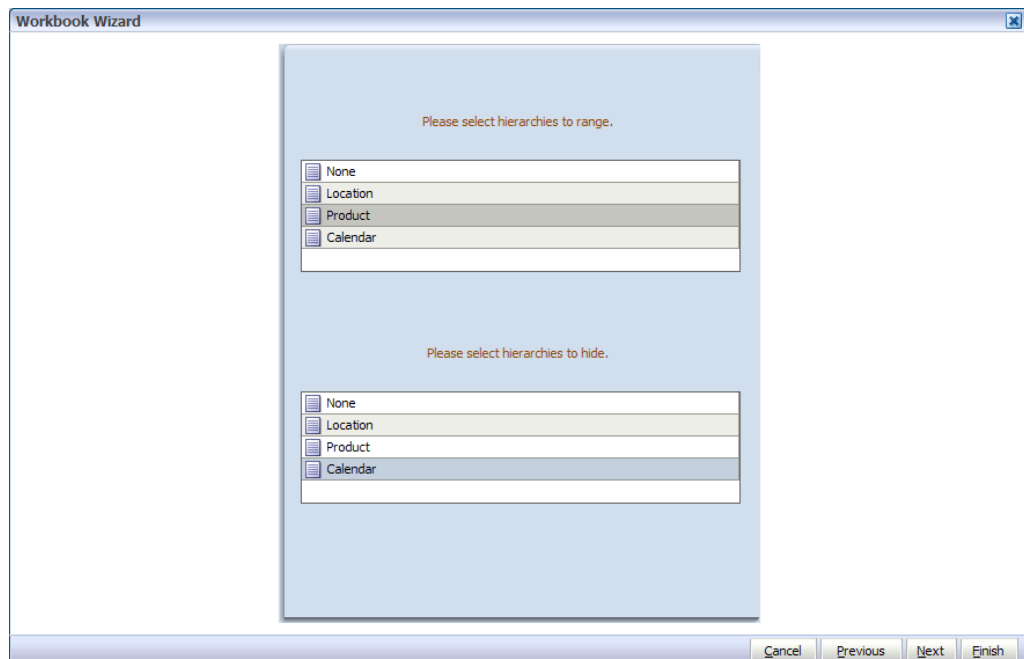 Workbook Wizard
Please select hierarchies to range.
None
Location
Product
Calendar
Please select hierarchies to hide.
None
Location
Product
Calendar
Cancel Previous Next Finish